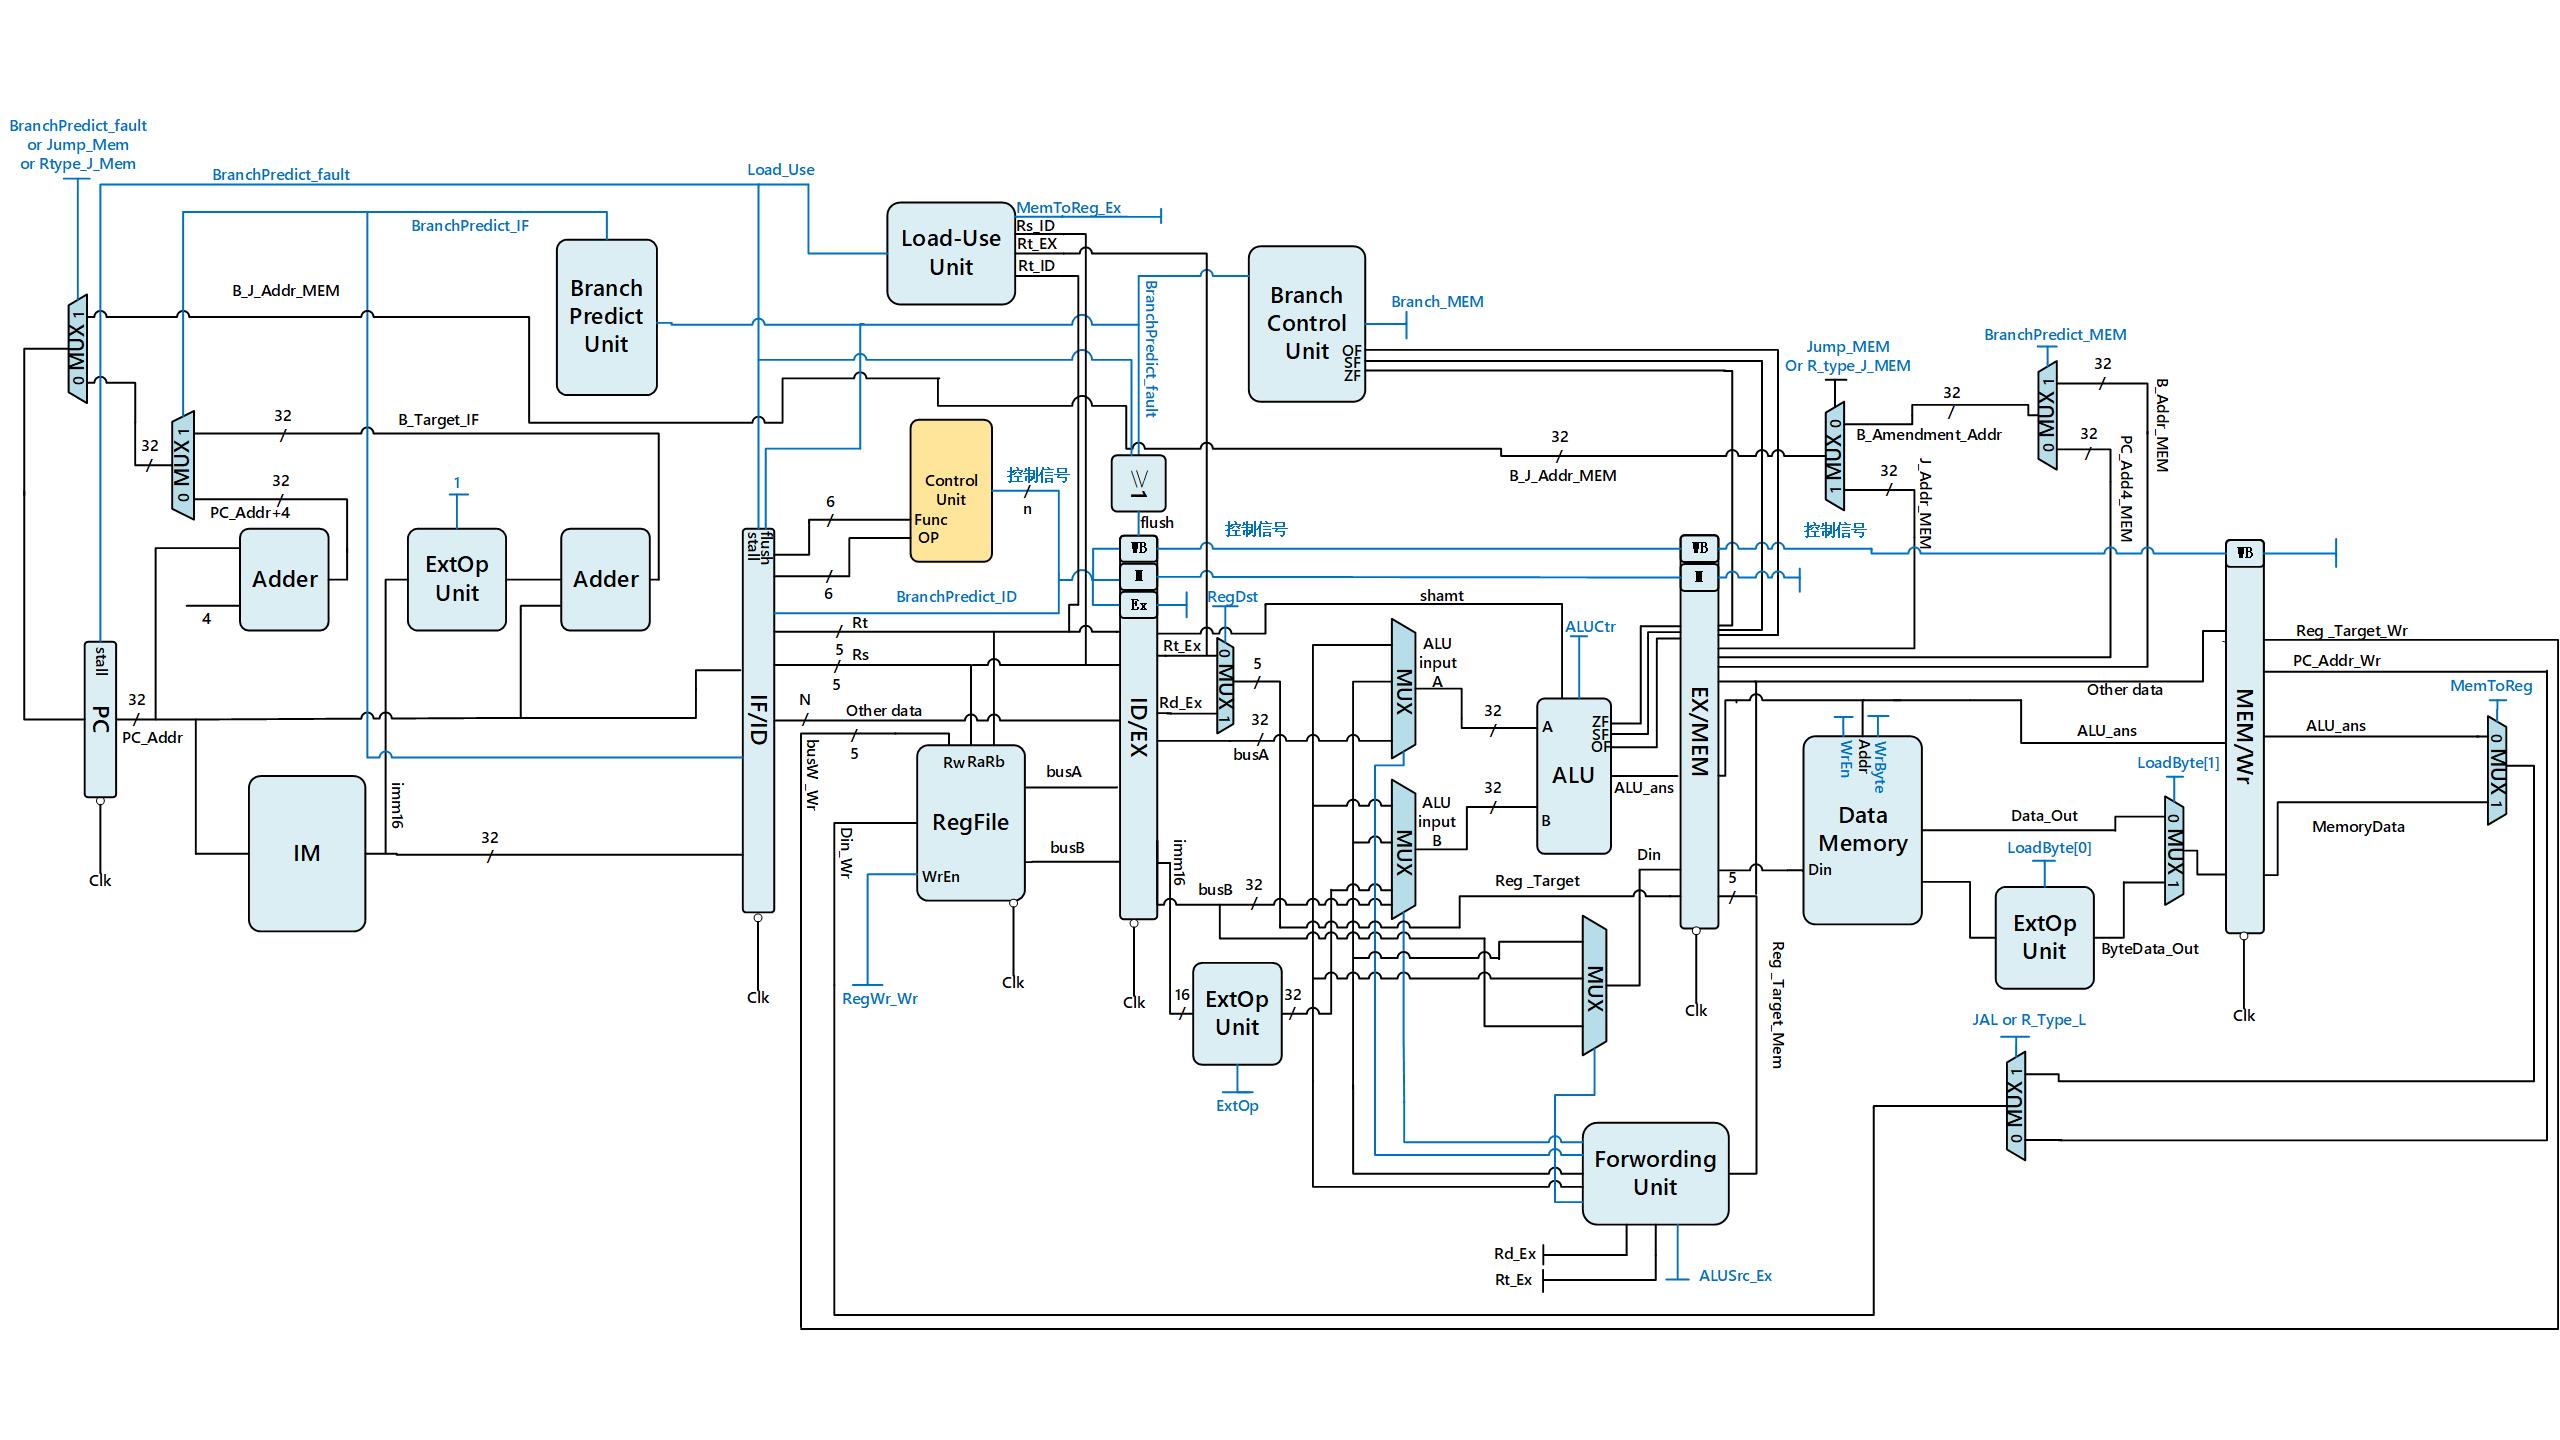 BranchPredict_fault
or Jump_Mem
or Rtype_J_Mem
BranchPredict_fault
Load_Use
BranchPredict_IF
Branch
Predict
Unit
Load-Use
Unit
MemToReg_Ex
Rs_ID
Rt_EX
Rt_ID
BranchPredict_fault
Branch
Control
Unit
OF
SF
ZF
Branch_MEM
Jump_MEM
Or R_type_J_MEM
BranchPredict_MEM
1
MUX
0
B_J_Addr_MEM
32
1
MUX
0
32
B_Target_IF
32
PC_Addr+4
1
Adder
4
ExtOp
Unit
Adder
stall
PC
32
PC_Addr
Clk
IM
imm16
32
stall
flush
IF/ID
Clk
6
6
Control
Unit
Func
OP
控制信号
n
BranchPredict_ID
Rt
5
Rs
5
N
Other data
5
busW_Wr
Din_Wr
Rw
Ra
Rb
RegFile
WrEn
RegWr_Wr
Clk
busA
busB
\\/
1
flush
WB
M
Ex
ID/EX
Clk
控制信号
RegDst
Rt_Ex
Rd_Ex
0
MUX
1
5
32
busA
shamt
imm16
busB
32
16
ExtOp
Unit
32
ExtOp
MUX
ALU
input
A
MUX
ALU
input
B
32
32
ALUCtr
A
B
ZF
SF
OF
ALU
ALU_ans
Din
Reg _Target
MUX
WB
M
EX/MEM
Clk
5
Reg _Target_Mem
Forwording
Unit
Rd_Ex
Rt_Ex
ALUSrc_Ex
32
B_J_Addr_MEM
0
MUX
1
32
B_Amendment_Addr
32
J_Addr_MEM
1
MUX
0
32
32
PC_Add4_MEM
B_Addr_MEM
控制信号
Other data
ALU_ans
WrEn
Addr
WrByte
Data
Memory
Din
Data_Out
LoadByte[0]
ExtOp
Unit
ByteData_Out
LoadByte[1]
0
MUX
1
WB
MEM/Wr
Clk
Reg _Target_Wr
PC_Addr_Wr
MemToReg
ALU_ans
MemoryData
0
MUX
1
JAL or R_Type_L
1
MUX
0